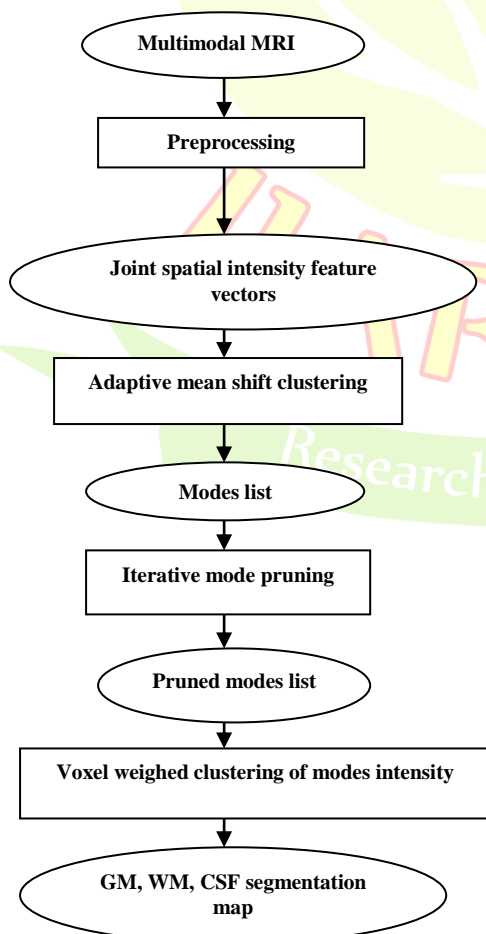 Multimodal MRI
Preprocessing
Joint spatial intensity feature
vectors
Adaptive mean shift clustering
Research
Modes list
Iterative mode pruning
Pruned modes list
Voxel weighed clustering of modes intensity
GM, WM, CSF segmentation
map